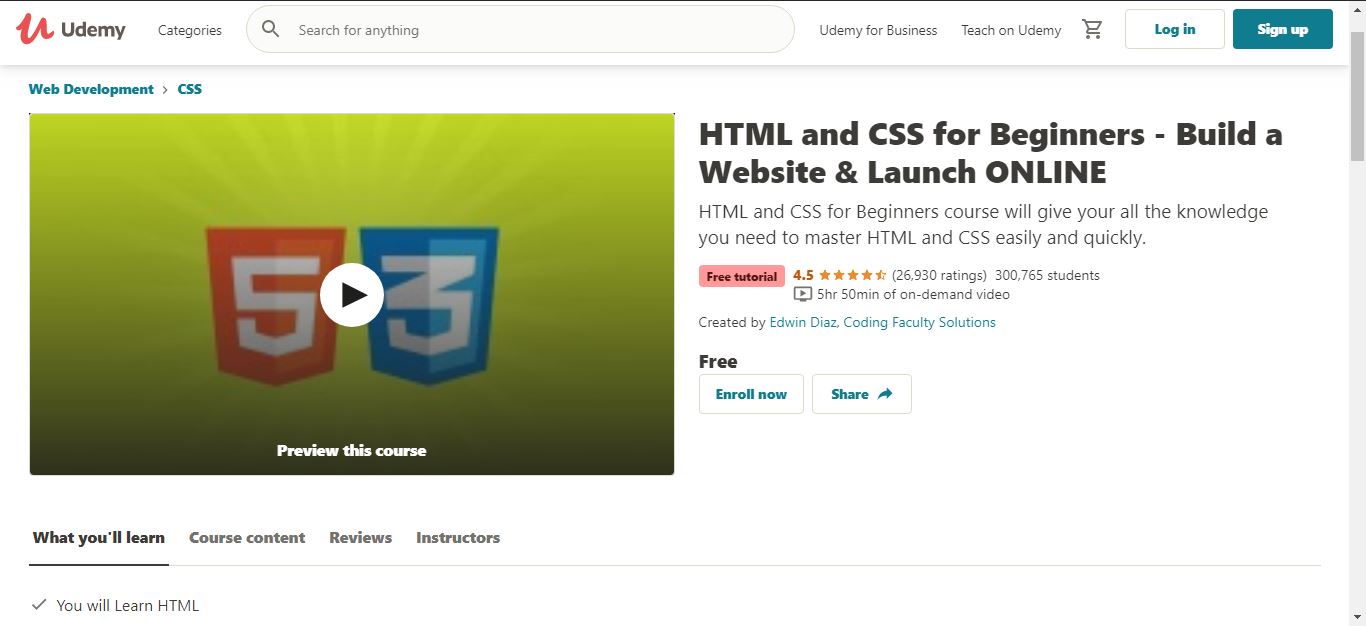 Udemy
Categories
Search for anything
Udemy for Business
Teach on Udemy
Log in
Sign up
Web Development > CSS
5 3
Preview this course
HTML and CSS for Beginners - Build a
Website & Launch ONLINE
HTML and CSS for Beginners course will give your all the knowledge
you need to master HTML and CSS easily and quickly.
Free tutorial 4.5 (26,930 ratings) 300,765 students
5hr 50min of on-demand video
Created by Edwin Diaz, Coding Faculty Solutions
Free
Enroll now Share
What you'll learn Course content Reviews Instructors
You will Learn HTML